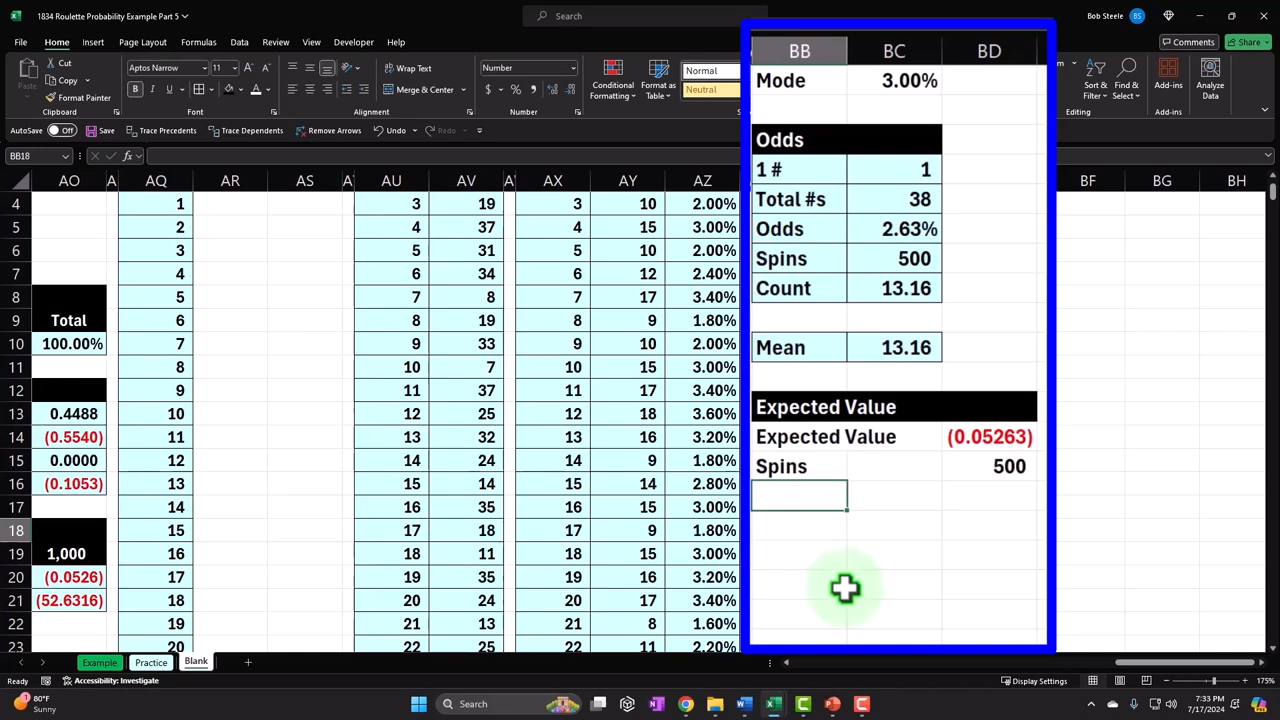 1834 Roulette Probability Example Part 5
Search
Bob Steele
BS
File Home Insert Page Layout Formulas Data Review View Developer Help
Comments
Share
Cut
Copy
Format Painter
Clipboard
Aptos Narrow
11
Font
Wrap Text
Merge & Center
Alignment
Number
Number
Conditional Formatting
Format as Table
Normal
Neutral
Sort & Filter
Find & Select
Editing
Add-ins
Add-ins
Analyze Data
AutoSave Off Save Trace Precedents Trace Dependents Remove Arrows Undo Redo
BB18
fx
AO A AQ AR AS A AU AV A AX AY AZ BF BG BH
4 1 3 19 3 10 2.00%
5 2 4 37 4 15 3.00%
6 3 5 31 5 10 2.00%
7 4 6 34 6 12 2.40%
8 5 7 8 7 17 3.40%
9 Total 6 8 19 8 9 1.80%
10 100.00% 7 9 33 9 10 2.00%
11 8 10 7 10 15 3.00%
12 9 11 37 11 17 3.40%
13 0.4488 10 12 25 12 18 3.60%
14 (0.5540) 11 13 32 13 16 3.20%
15 0.0000 12 14 24 14 9 1.80%
16 (0.1053) 13 15 14 15 14 2.80%
17 14 16 35 16 15 3.00%
18 15 17 18 17 9 1.80%
19 1,000 16 18 11 18 15 3.00%
20 (0.0526) 17 19 35 19 16 3.20%
21 (52.6316) 18 20 24 20 17 3.40%
22 19 21 13 21 8 1.60%
23 20 22 25 22 11 2.20%
BB BC BD
Mode 3.00%
Odds
1 # 1
Total #s 38
Odds 2.63%
Spins 500
Count 13.16
Mean 13.16
Expected Value
Expected Value (0.05263)
Spins 500
Example Practice Blank
Ready Accessibility: Investigate
Display Settings
175%
1
80°F
Sunny
Search
7:33 PM
7/17/2024